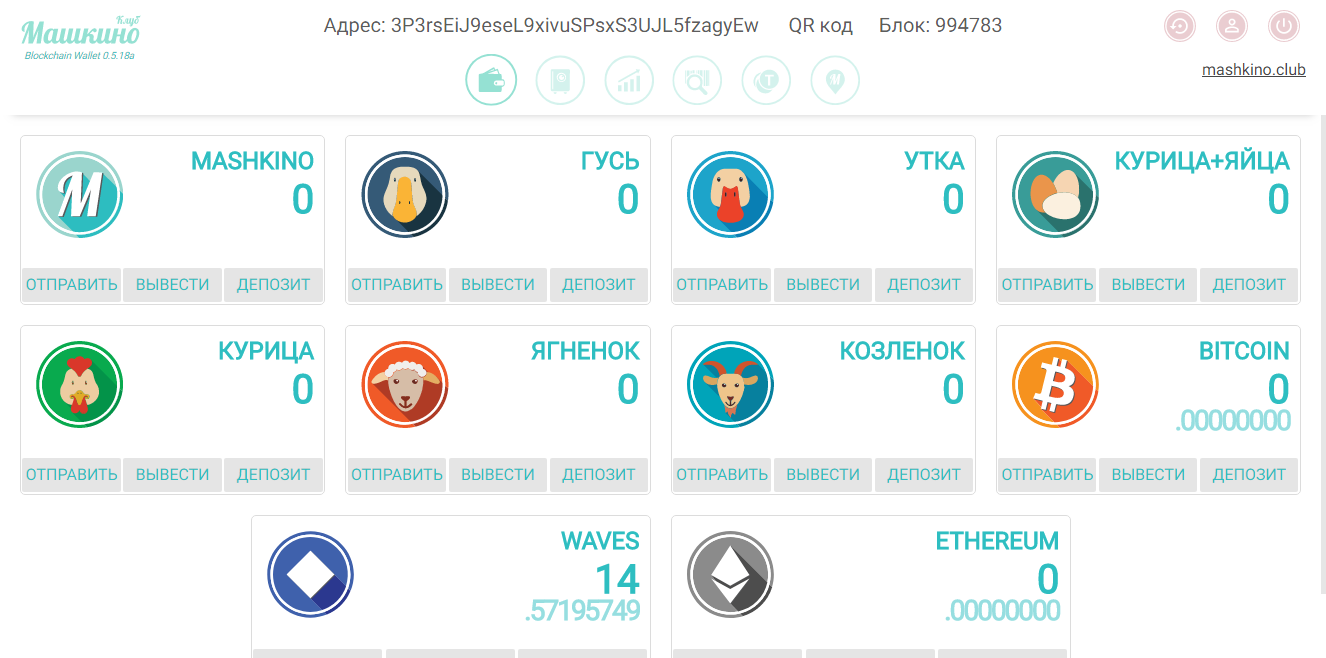 Клуб
Машкино
Blockchain Wallet 0.5.18a
Адрес: 3P3rsEiJ9eseL9xivuSPsxS3UJL5fzagyEw QR код Блок: 994783
mashkino.club
M
MASHKINO
0
ОТПРАВИТЬ ВЫВЕСТИ ДЕПОЗИТ
ГУСЬ
0
ОТПРАВИТЬ ВЫВЕСТИ ДЕПОЗИТ
УТКА
0
ОТПРАВИТЬ ВЫВЕСТИ ДЕПОЗИТ
КУРИЦА+ЯЙЦА
0
ОТПРАВИТЬ ВЫВЕСТИ ДЕПОЗИТ
КУРИЦА
0
ОТПРАВИТЬ ВЫВЕСТИ ДЕПОЗИТ
ЯГНЕНОК
0
ОТПРАВИТЬ ВЫВЕСТИ ДЕПОЗИТ
КОЗЛЕНОК
0
ОТПРАВИТЬ ВЫВЕСТИ ДЕПОЗИТ
BITCOIN
0
.00000000
ОТПРАВИТЬ ВЫВЕСТИ ДЕПОЗИТ
WAVES
14
.57195749
ETHEREUM
0
.00000000